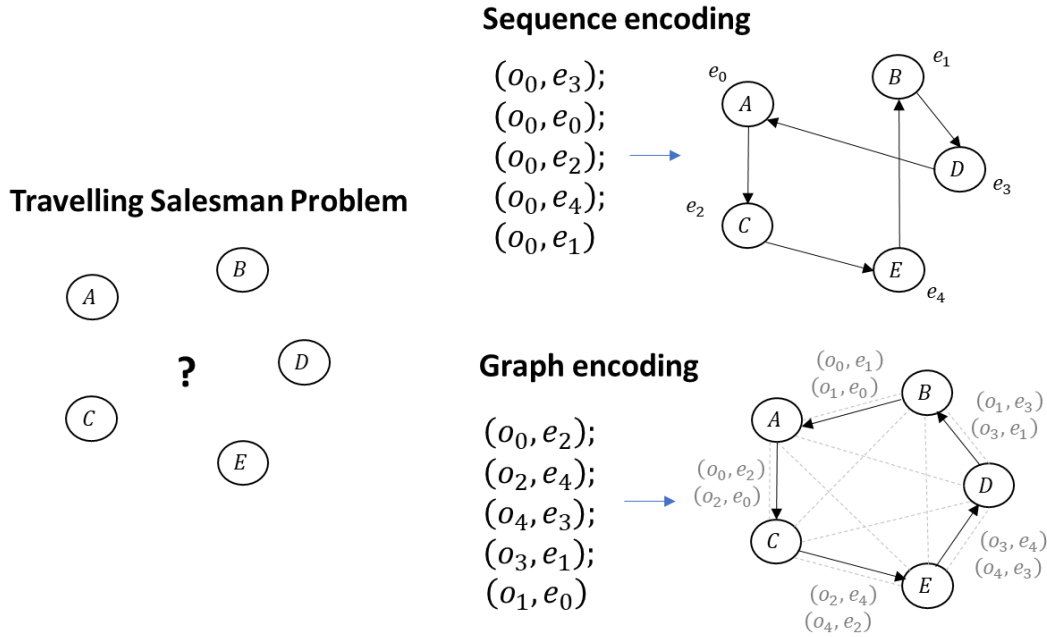 Travelling Salesman Problem
A
B
?
D
C
E
Sequence encoding
(o₀, e₃);
(o₀, e₀);
(o₀, e₂);
(o₀, e₄);
(o₀, e₁)
e₀
A
B
e₁
D
e₃
e₂
C
E
e₄
Graph encoding
(o₀, e₂);
(o₂, e₄);
(o₄, e₃);
(o₃, e₁);
(o₁, e₀)
(o₀, e₁)
(o₁, e₀)
A
B
(o₁, e₃)
(o₃, e₁)
(o₀, e₂)
(o₂, e₀)
D
C
(o₃, e₄)
(o₄, e₃)
E
(o₂, e₄)
(o₄, e₂)